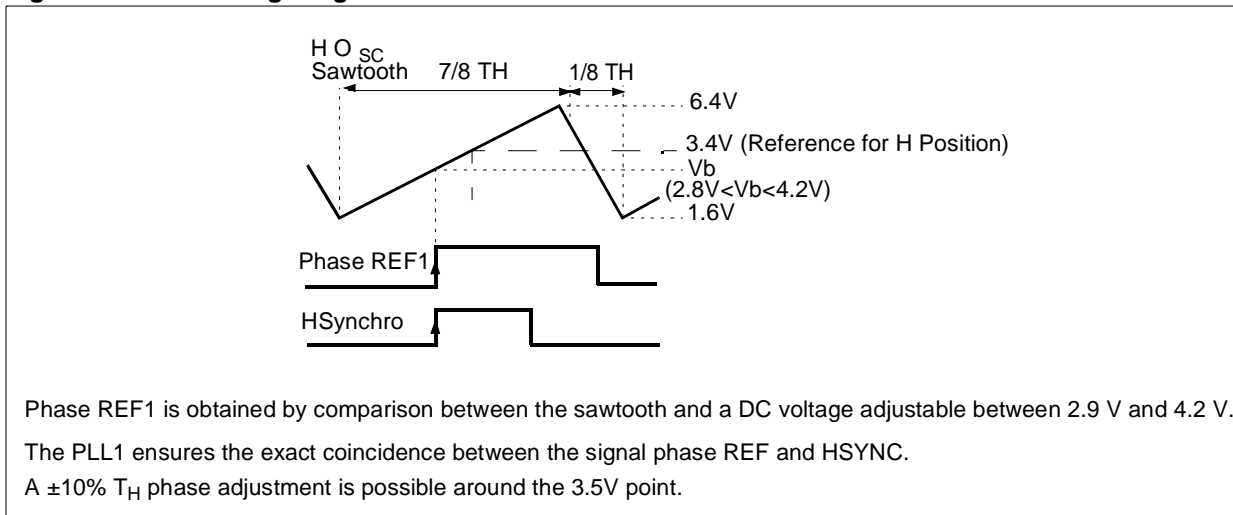 H O SC
Sawtooth
7/8 TH
1/8 TH
6.4V
3.4V (Reference for H Position)
Vb
(2.8V<Vb<4.2V)
1.6V
Phase REF1
HSynchro
Phase REF1 is obtained by comparison between the sawtooth and a DC voltage adjustable between 2.9 V and 4.2 V.
The PLL1 ensures the exact coincidence between the signal phase REF and HSYNC.
A ±10% TH phase adjustment is possible around the 3.5V point.